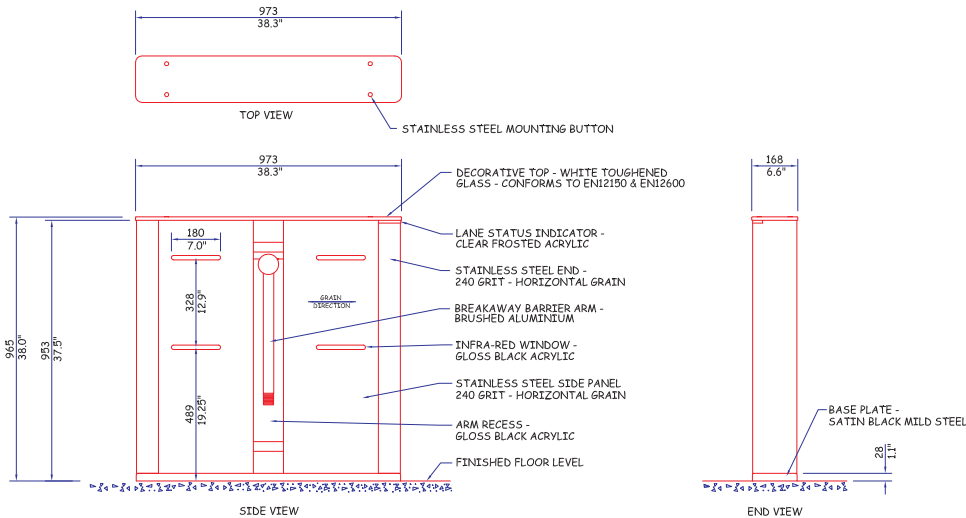 973
38.3"
TOP VIEW
STAINLESS STEEL MOUNTING BUTTON
973
38.3"
168
6.6"
DECORATIVE TOP - WHITE TOUGHENED
GLASS - CONFORMS TO EN12150 & EN12600
LANE STATUS INDICATOR -
CLEAR FROSTED ACRYLIC
180
7.0"
STAINLESS STEEL END -
240 GRIT - HORIZONTAL GRAIN
328
12.9"
GRAIN
DIRECTION
BREAKAWAY BARRIER ARM -
BRUSHED ALUMINIUM
965
38.0"
953
37.5"
INFRA-RED WINDOW -
GLOSS BLACK ACRYLIC
STAINLESS STEEL SIDE PANEL
240 GRIT - HORIZONTAL GRAIN
489
19.25"
ARM RECESS -
GLOSS BLACK ACRYLIC
BASE PLATE -
SATIN BLACK MILD STEEL
28
1.1"
FINISHED FLOOR LEVEL
SIDE VIEW
END VIEW